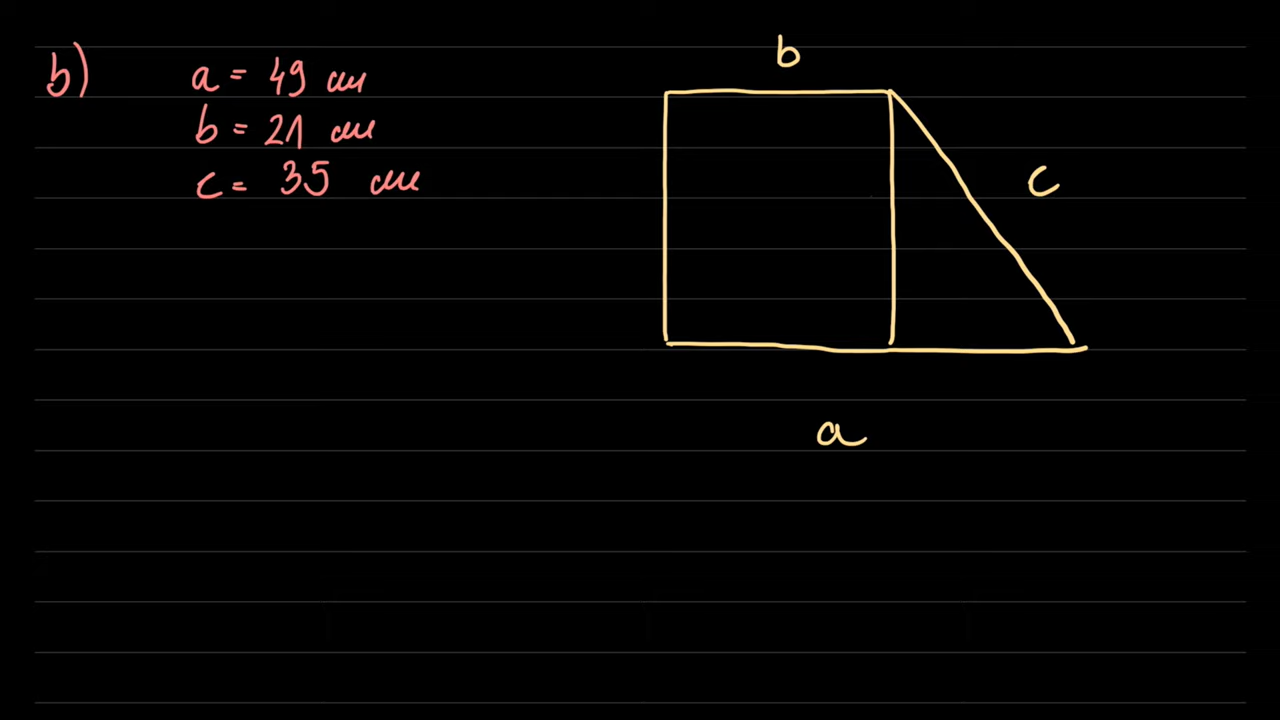 b) a = 49 cm
b = 21 cm
c = 35 cm
b
c
a